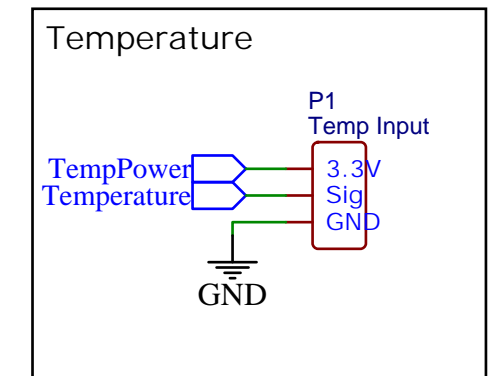 Temperature
P1
Temp Input
TempPower
3.3V
Temperature
Sig
GND
GND